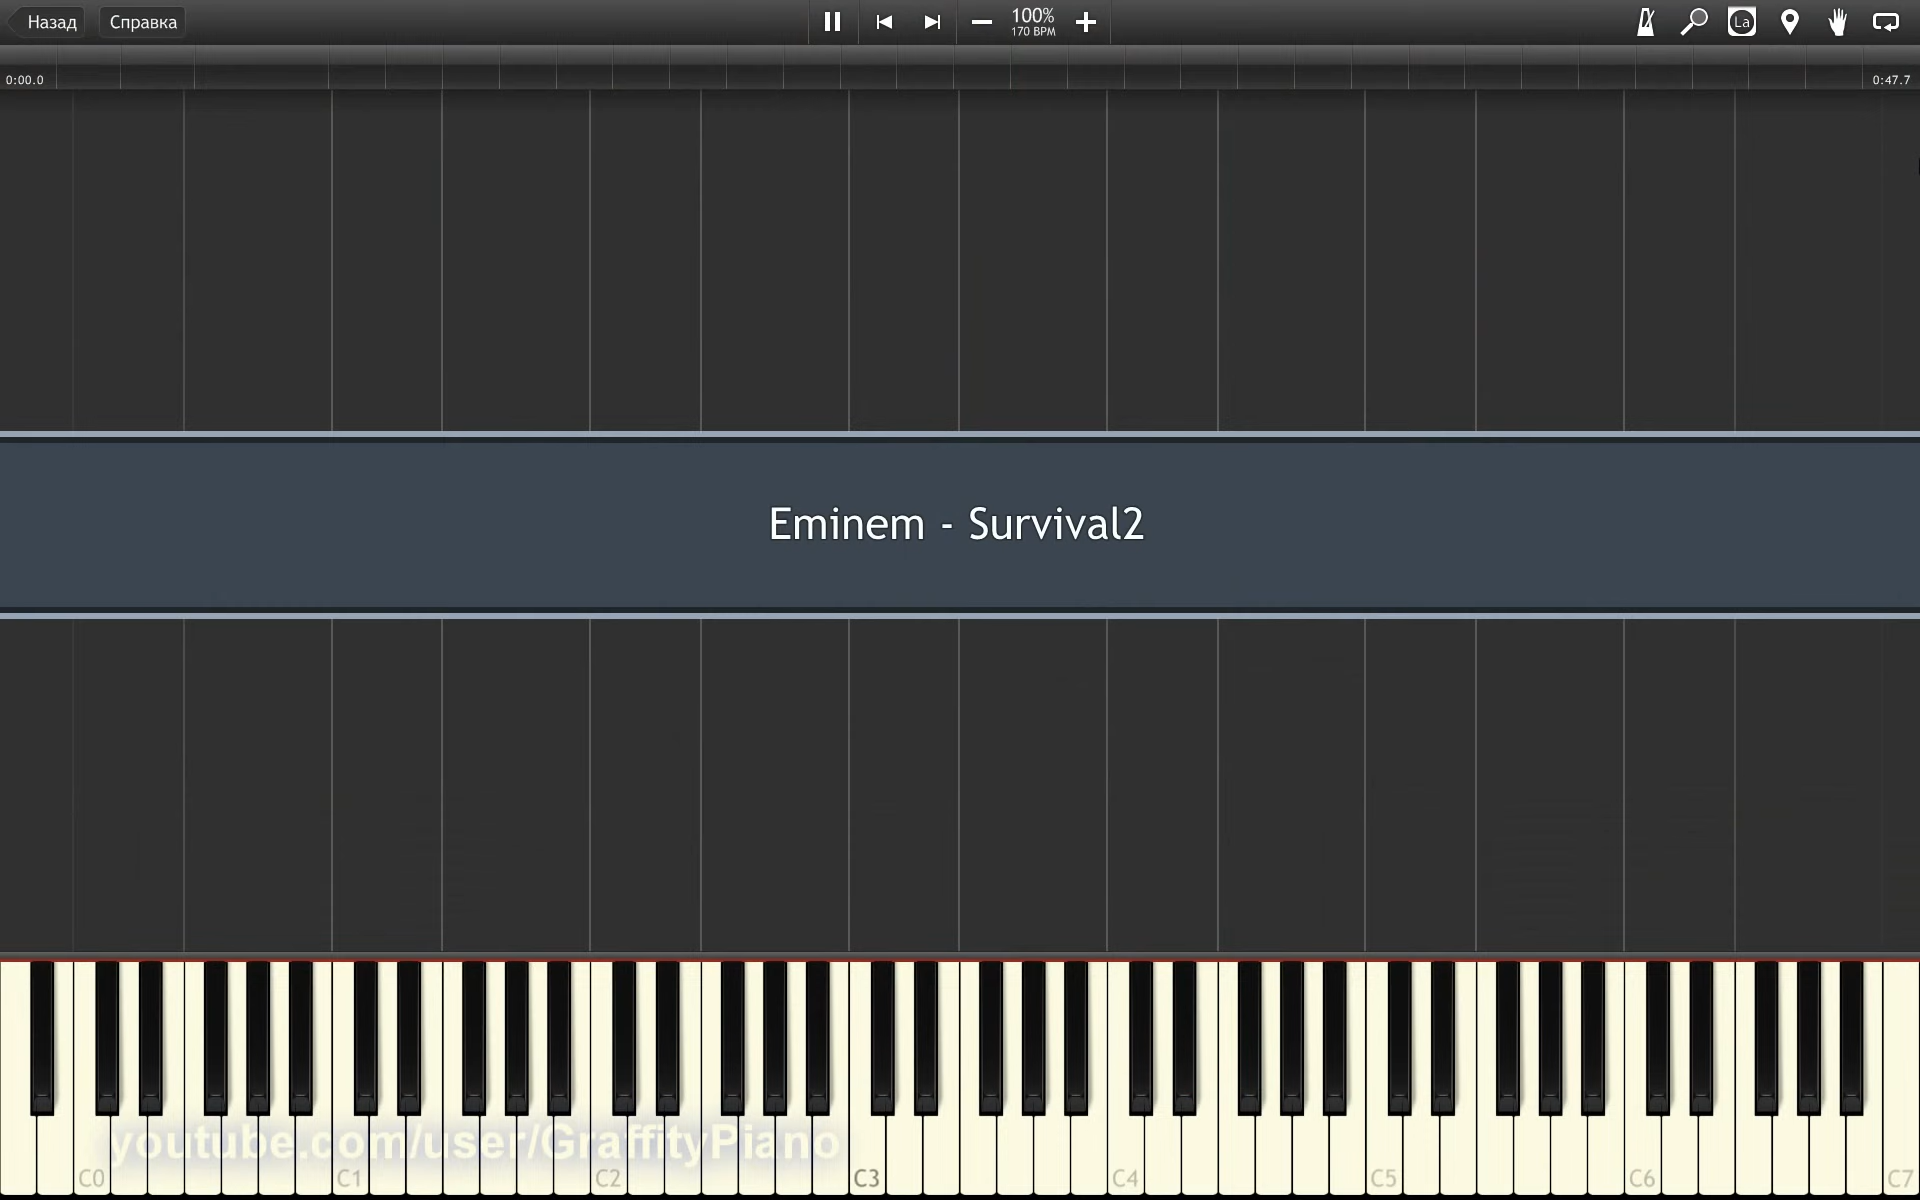 Назад Справка 100% La
170 BPM
0:00.0 0:47.7
Eminem - Survival2
youtube.com/user/GraffityPiano
C0 C1 C2 C3 C4 C5 C6 C7